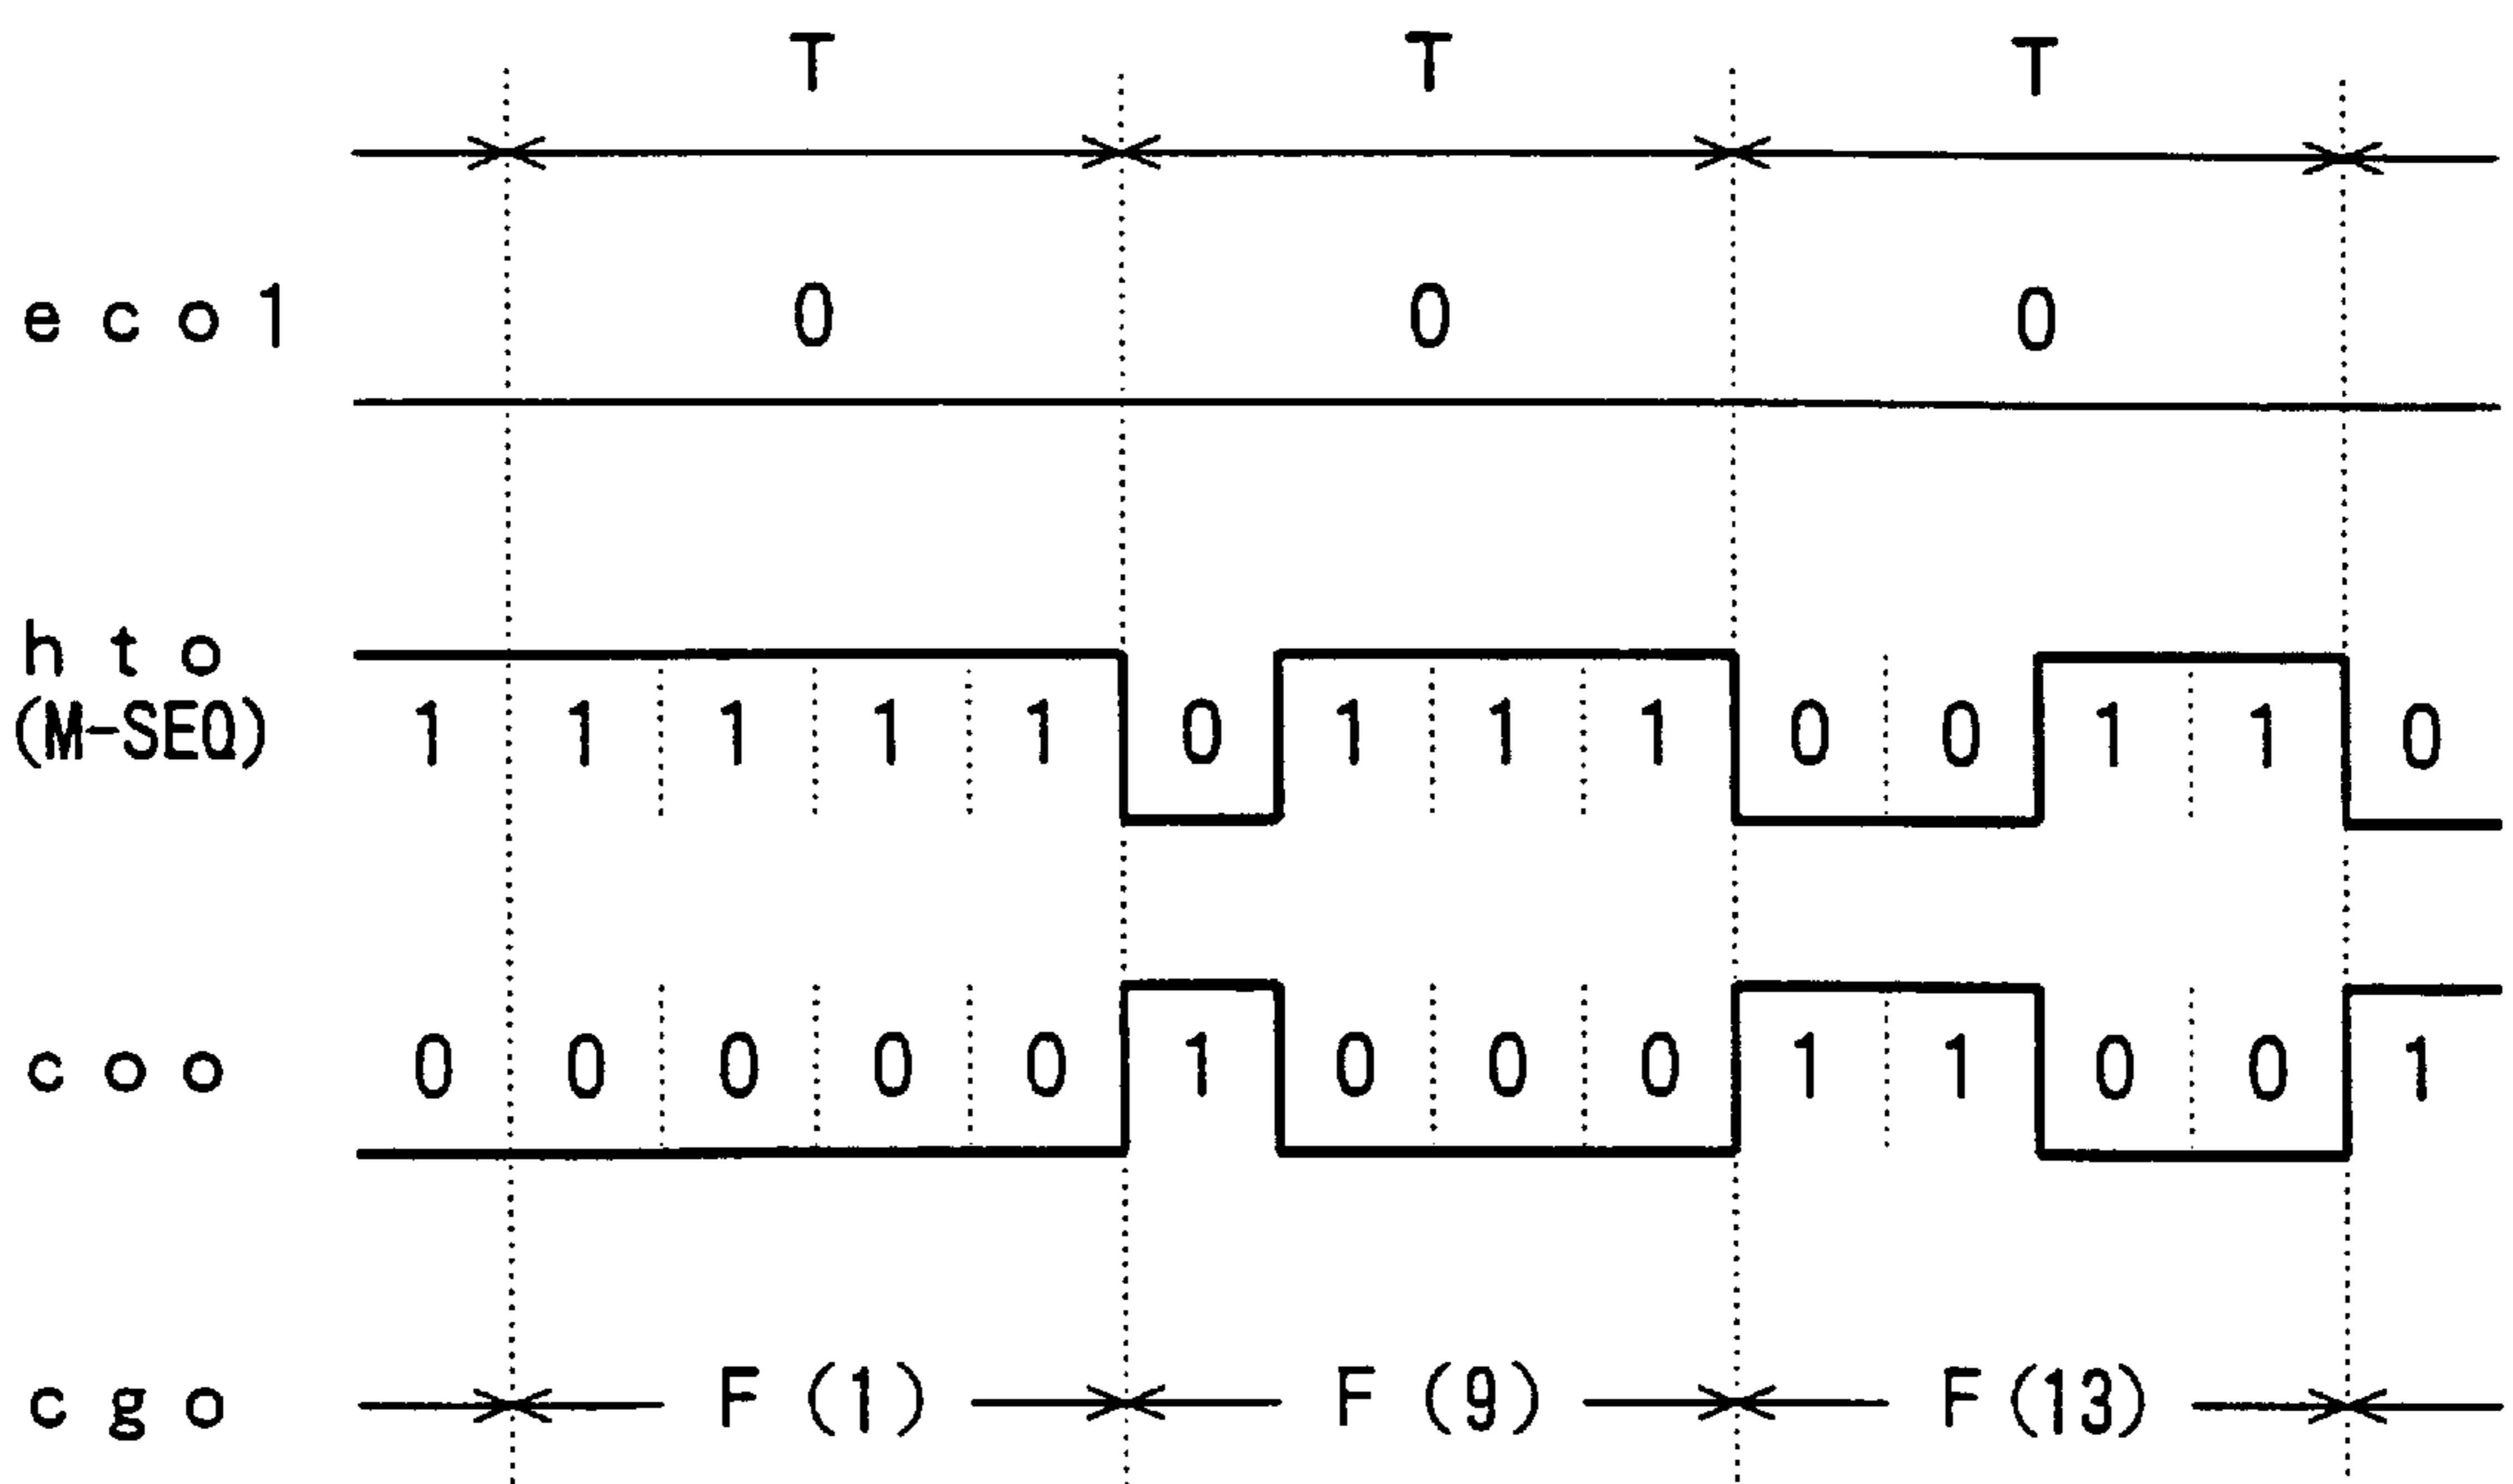 T T T
eco1 0 0 0
hto
(M-SEQ) 1 1 1 1 1 0 1 1 1 0 0 1 1 0
coo 0 0 0 0 0 1 0 0 0 1 1 0 0 1
cgo F(1) F(9) F(13)